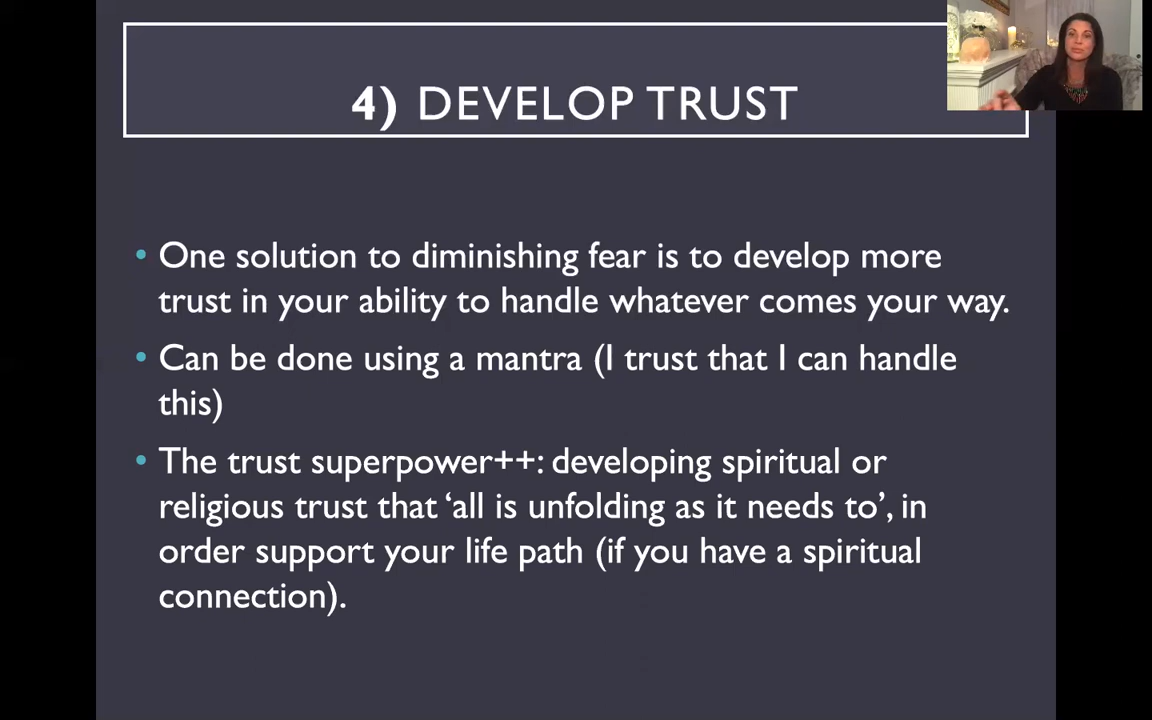 4) DEVELOP TRUST
• One solution to diminishing fear is to develop more
trust in your ability to handle whatever comes your way.
• Can be done using a mantra (I trust that I can handle
this)
• The trust superpower++: developing spiritual or
religious trust that ‘all is unfolding as it needs to’, in
order support your life path (if you have a spiritual
connection).